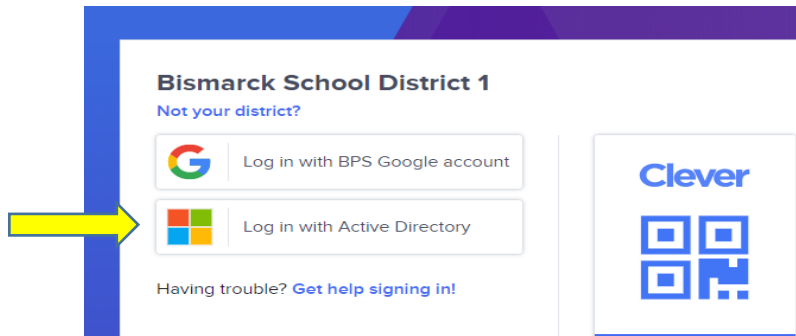 Bismarck School District 1
Not your district?
Log in with BPS Google account
Log in with Active Directory
Having trouble? Get help signing in!
Clever